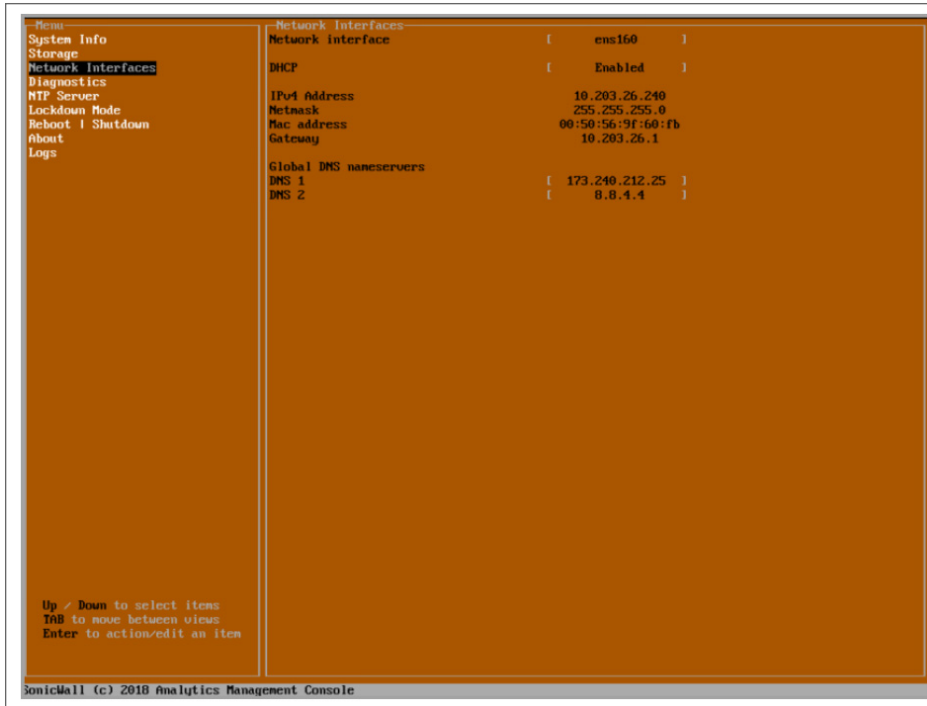 Menu
System Info
Storage
Network Interfaces
Diagnostics
NTP Server
Lockdown Mode
Reboot | Shutdown
About
Logs
Up / Down to select items
TAB to move between views
Enter to action/edit an item
Network Interfaces
Network interface [ ens160 ]
DHCP [ Enabled ]
IPv4 Address 10.203.26.240
Netmask 255.255.255.0
Mac address 00:50:56:9f:60:fb
Gateway 10.203.26.1
Global DNS nameservers
DNS 1 [ 173.240.212.25 ]
DNS 2 [ 8.8.4.4 ]
SonicWall (c) 2018 Analytics Management Console